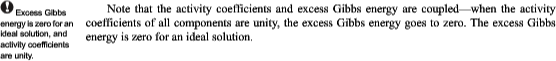 ! Excess Gibbs
energy is zero for an
ideal solution, and
activity coefficients
are unity.
Note that the activity coefficients and excess Gibbs energy are coupled—when the activity
coefficients of all components are unity, the excess Gibbs energy goes to zero. The excess Gibbs
energy is zero for an ideal solution.